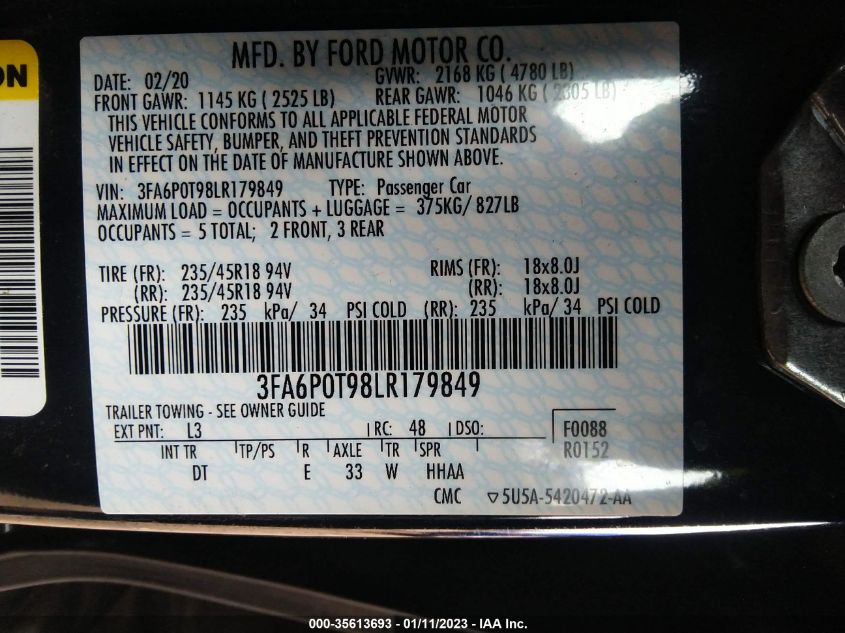 ON
MFD. BY FORD MOTOR CO.
DATE: 02/20 GVWR: 2168 KG ( 4780 LB)
FRONT GAWR: 1145 KG ( 2525 LB) REAR GAWR: 1046 KG ( 2305 LB)
THIS VEHICLE CONFORMS TO ALL APPLICABLE FEDERAL MOTOR
VEHICLE SAFETY, BUMPER, AND THEFT PREVENTION STANDARDS
IN EFFECT ON THE DATE OF MANUFACTURE SHOWN ABOVE.
VIN: 3FA6P0T98LR179849 TYPE: Passenger Car
MAXIMUM LOAD = OCCUPANTS + LUGGAGE = 375KG/ 827LB
OCCUPANTS = 5 TOTAL; 2 FRONT, 3 REAR
TIRE (FR): 235/45R18 94V RIMS (FR): 18x8.0J
(RR): 235/45R18 94V (RR): 18x8.0J
PRESSURE (FR): 235 kPa/ 34 PSI COLD (RR): 235 kPa/ 34 PSI COLD
3FA6P0T98LR179849
TRAILER TOWING - SEE OWNER GUIDE
EXT PNT: L3 RC: 48 DSO: F0088
R0152
INT TR TP/PS R AXLE TR SPR
DT E 33 W HHAA
CMC ▽5U5A-5420472-AA
000-35613693 - 01/11/2023 - IAA Inc.